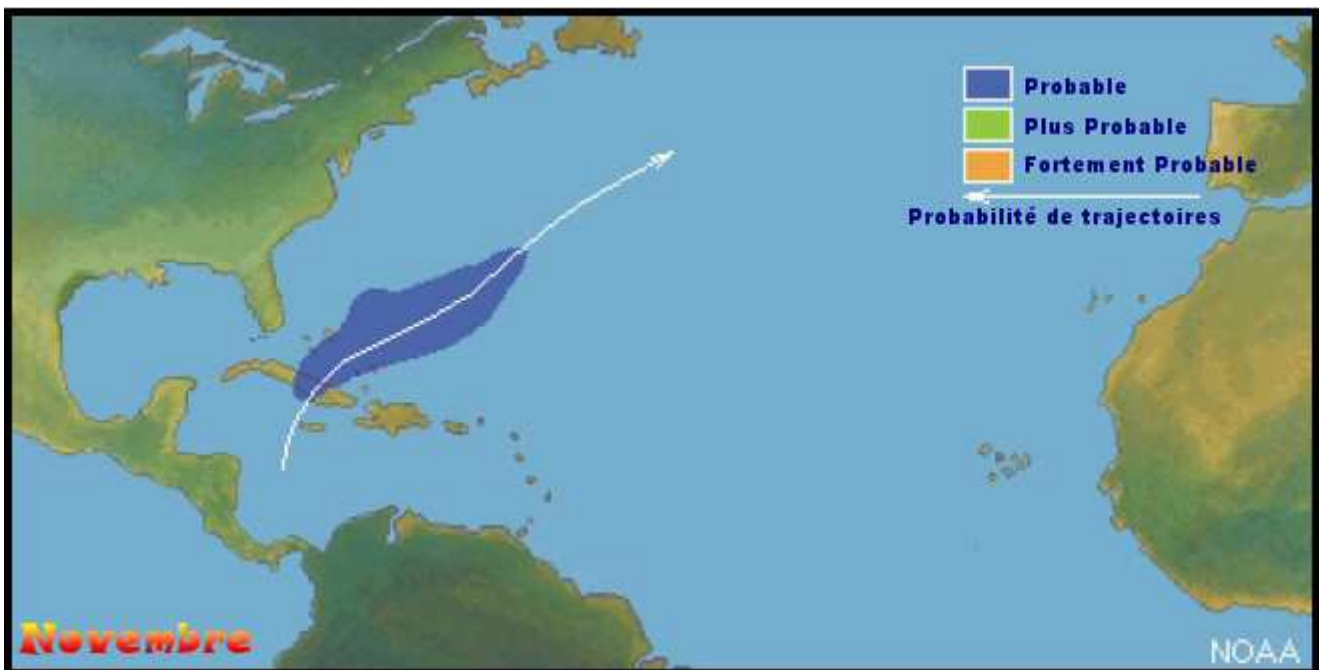 Probable
Plus Probable
Fortement Probable
Probabilité de trajectoires
Novembre
NOAA